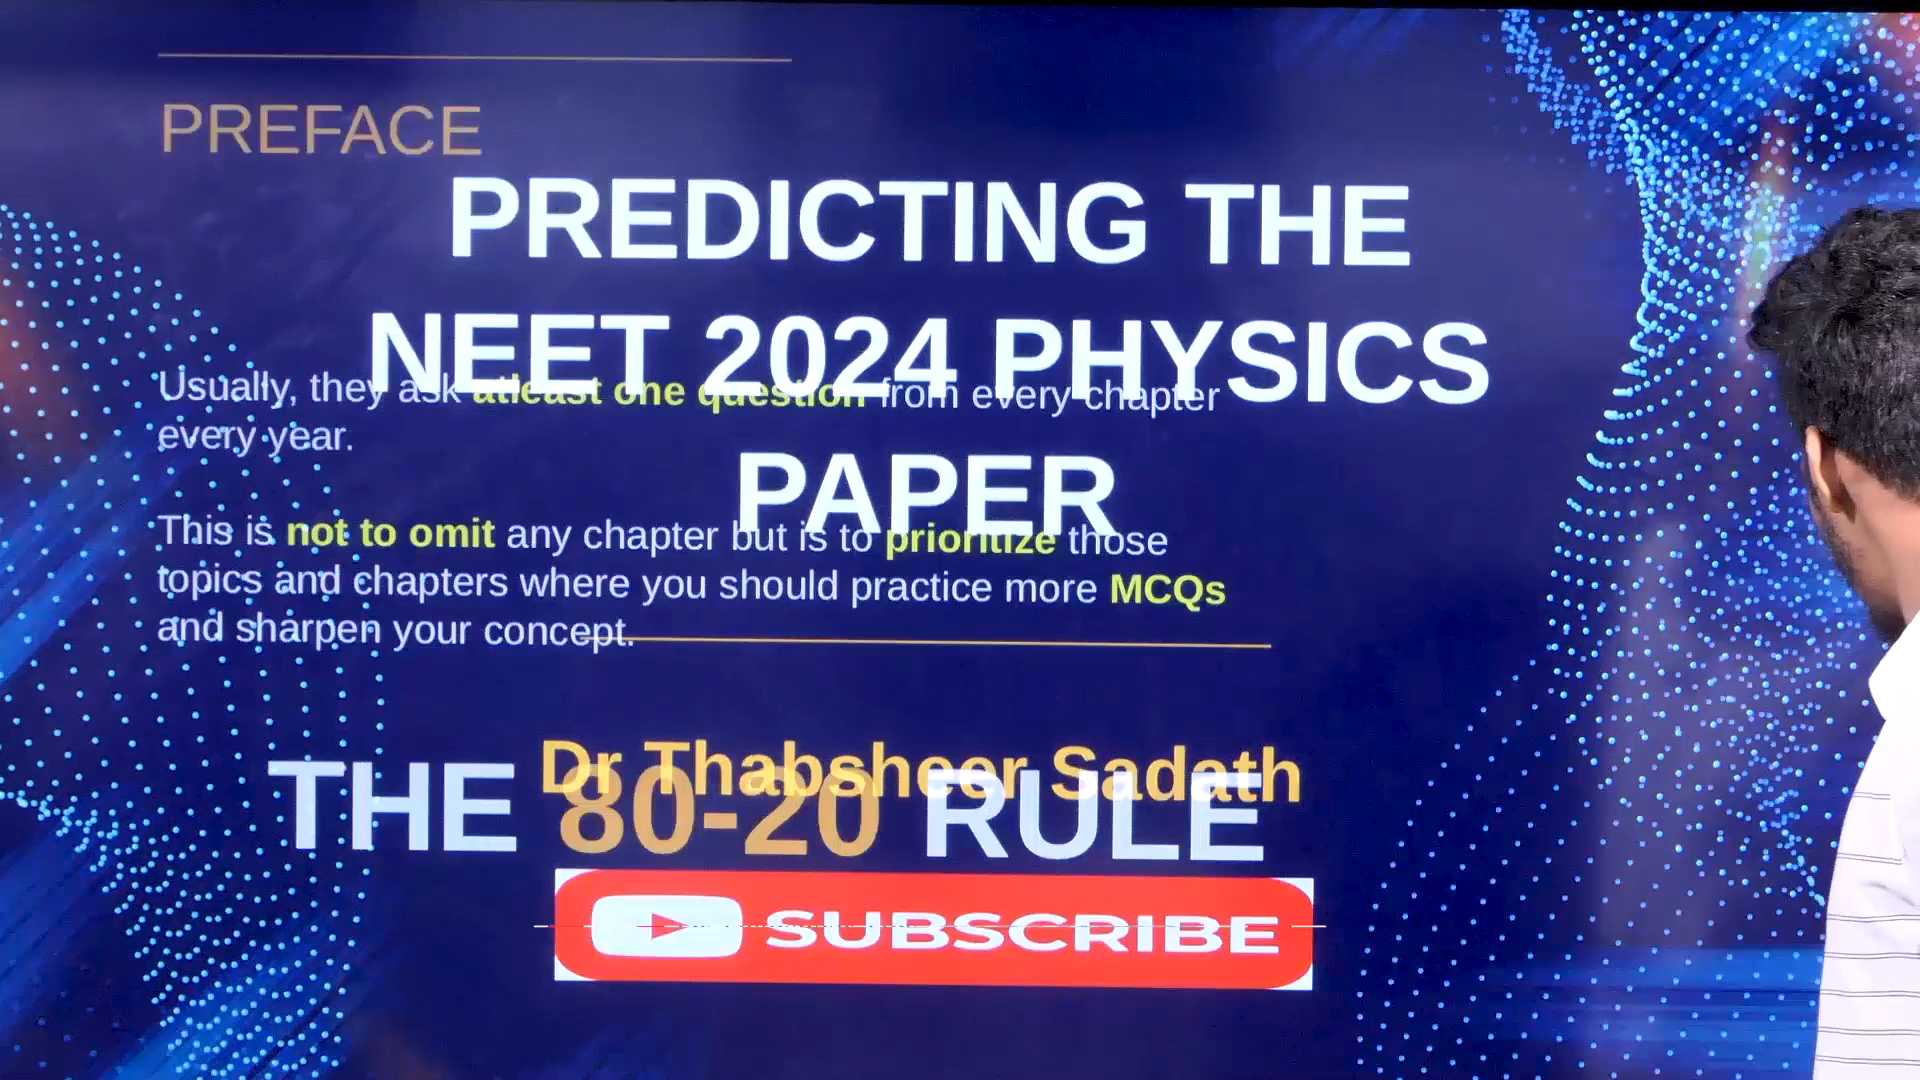 PREFACE
PREDICTING THE
NEET 2024 PHYSICS
PAPER
Usually, they ask atleast one question from every chapter
every year.
This is not to omit any chapter but is to prioritize those
topics and chapters where you should practice more MCQs
and sharpen your concept.
Dr Thabsheer Sadath
THE 80-20 RULE
SUBSCRIBE